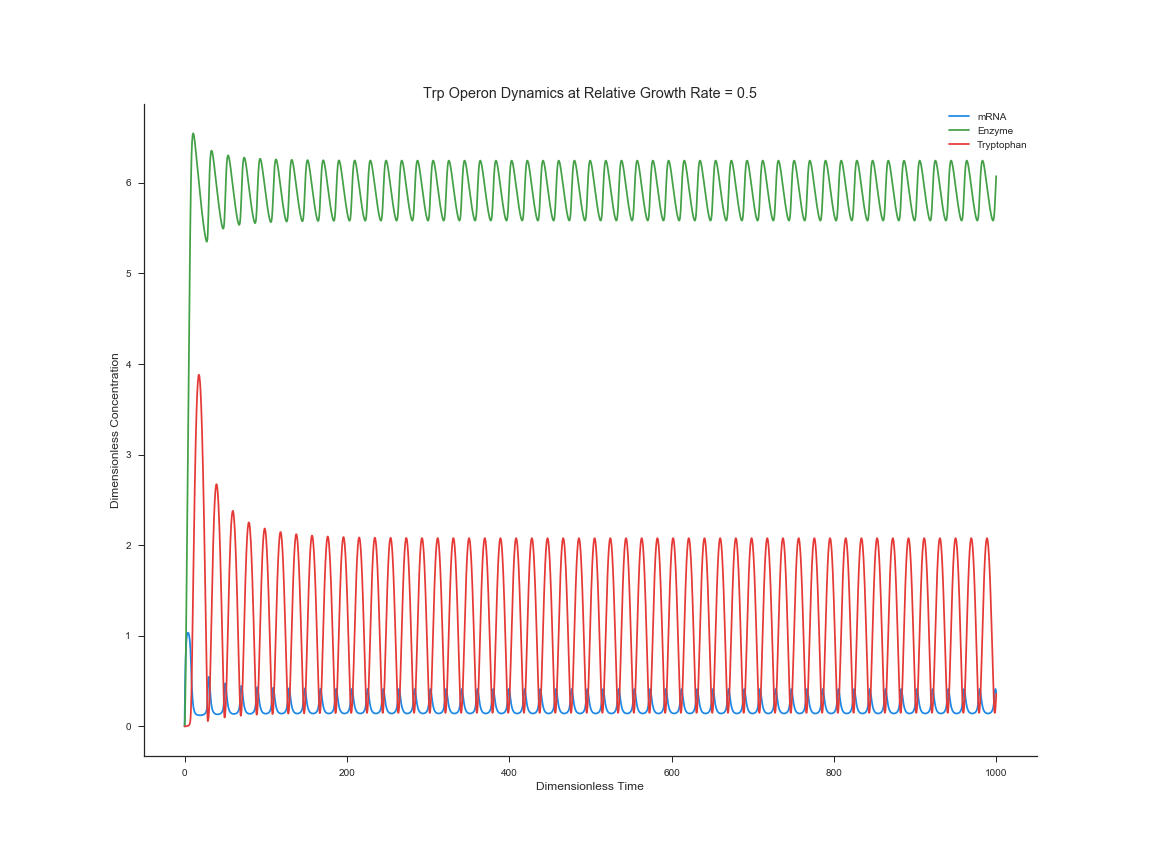 Trp Operon Dynamics at Relative Growth Rate = 0.5
mRNA
Enzyme
Tryptophan
Dimensionless Concentration
6
5
4
3
2
1
0
0 200 400 600 800 1000
Dimensionless Time